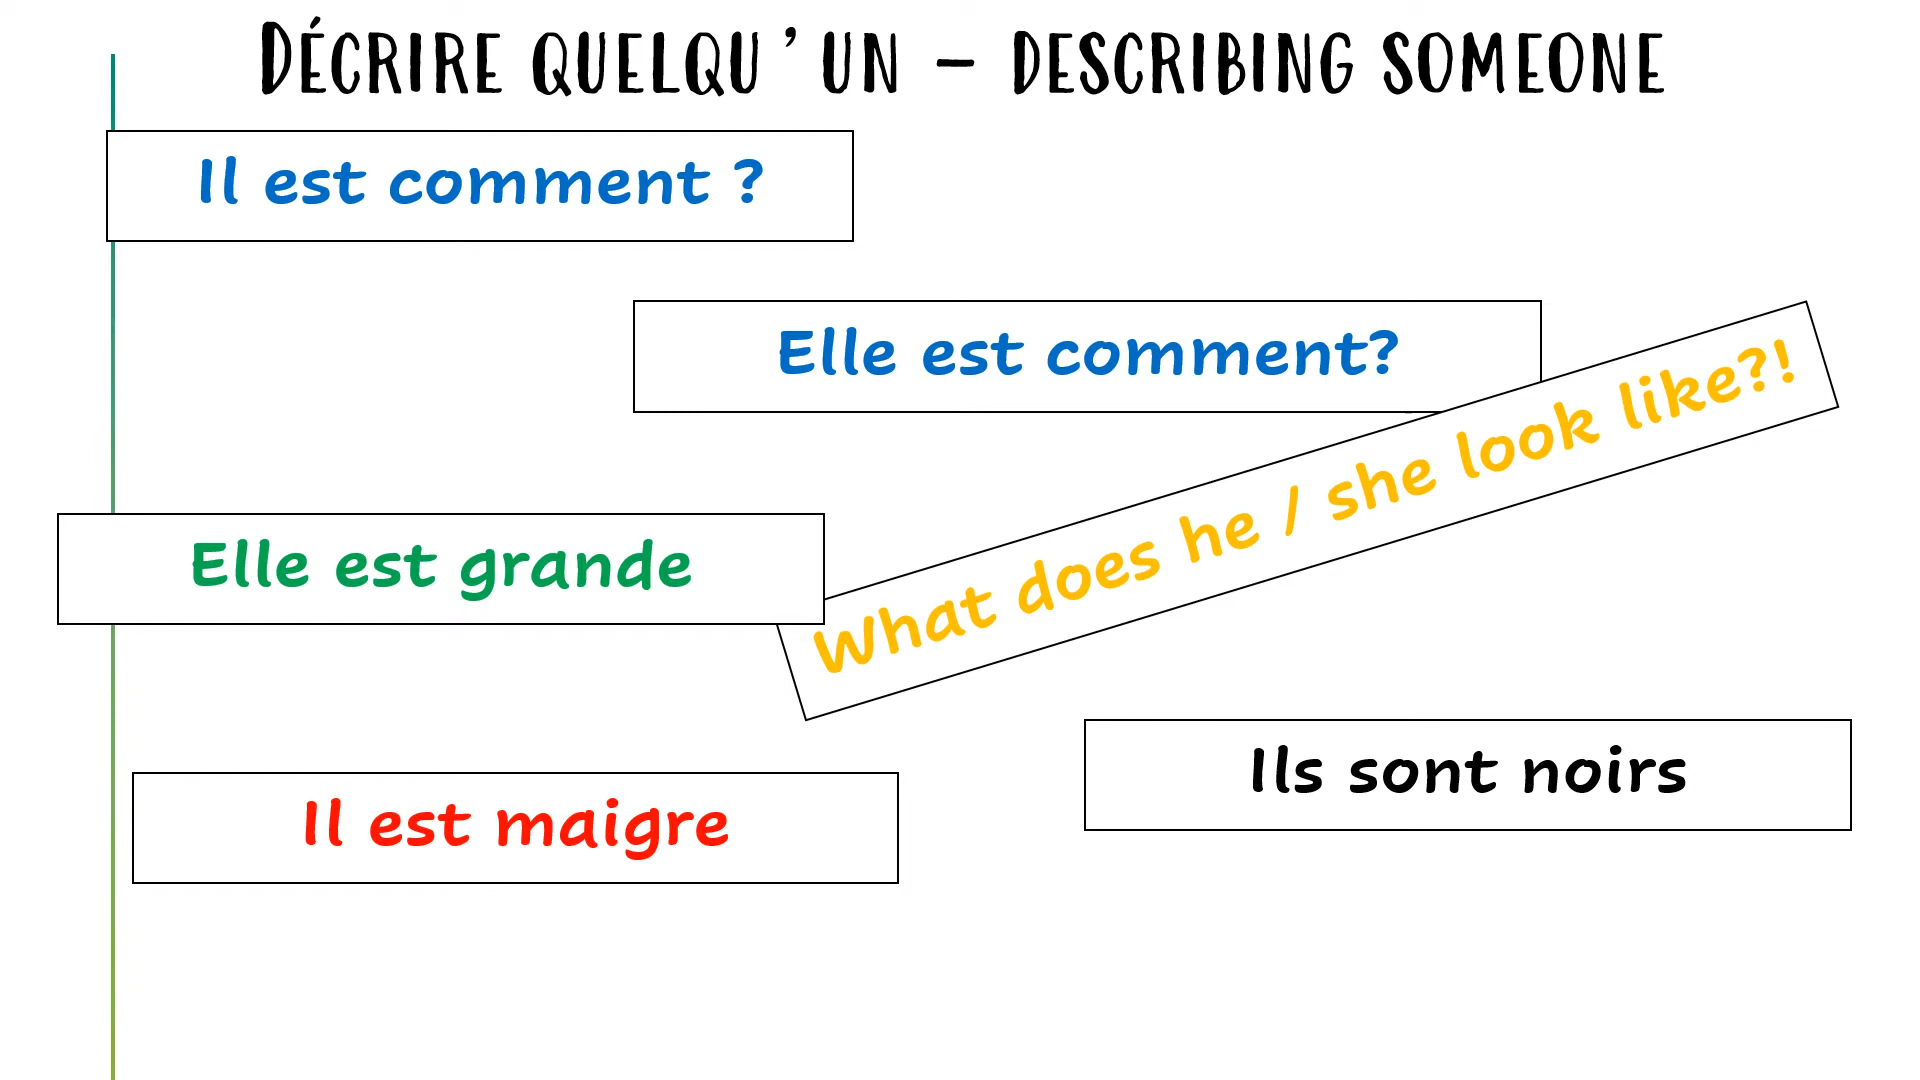 DÉCRIRE QUELQU'UN – DESCRIBING SOMEONE
Il est comment ?
Elle est comment?
What does he / she look like?!
Elle est grande
Ils sont noirs
Il est maigre